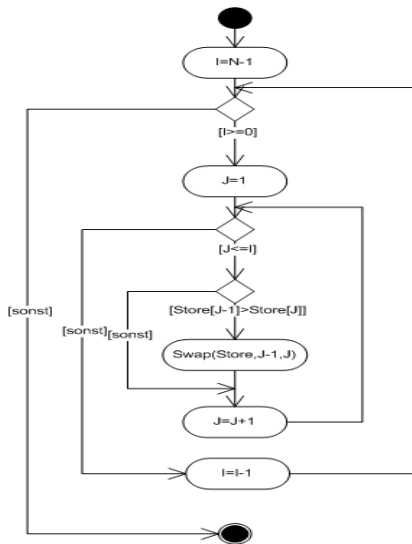 I=N-1
[I>=0]
J=1
[J<=I]
[sonst]
[sonst]
[sonst]
[Store[J-1]>Store[J]]
Swap(Store,J-1,J)
J=J+1
I=I-1